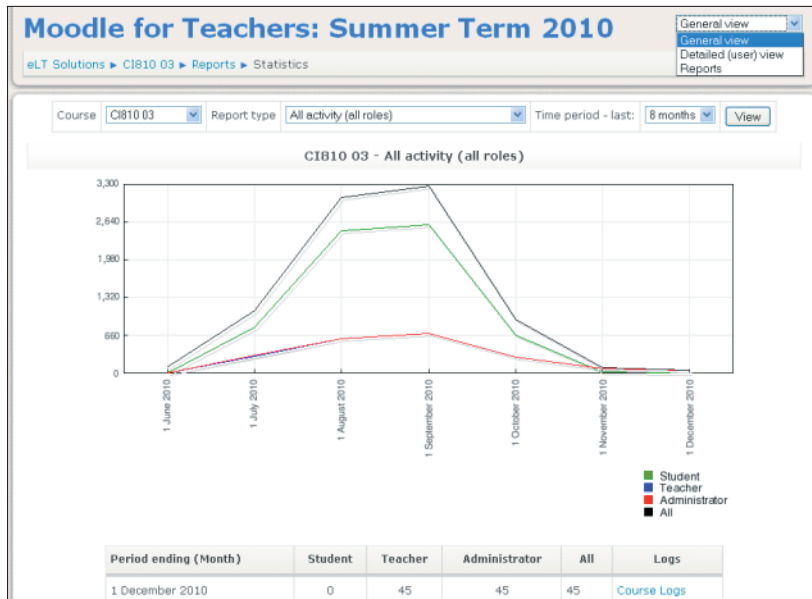 Moodle for Teachers: Summer Term 2010
General view
General view
Detailed (user) view
Reports
eLT Solutions ► CI810 03 ► Reports ► Statistics
Course CI810 03 Report type All activity (all roles) Time period - last: 8 months View
CI810 03 - All activity (all roles)
3,300
2,640
1,980
1,320
660
0
1 June 2010
1 July 2010
1 August 2010
1 September 2010
1 October 2010
1 November 2010
1 December 2010
Student
Teacher
Administrator
All
Period ending (Month) Student Teacher Administrator All Logs
1 December 2010 0 45 45 45 Course Logs